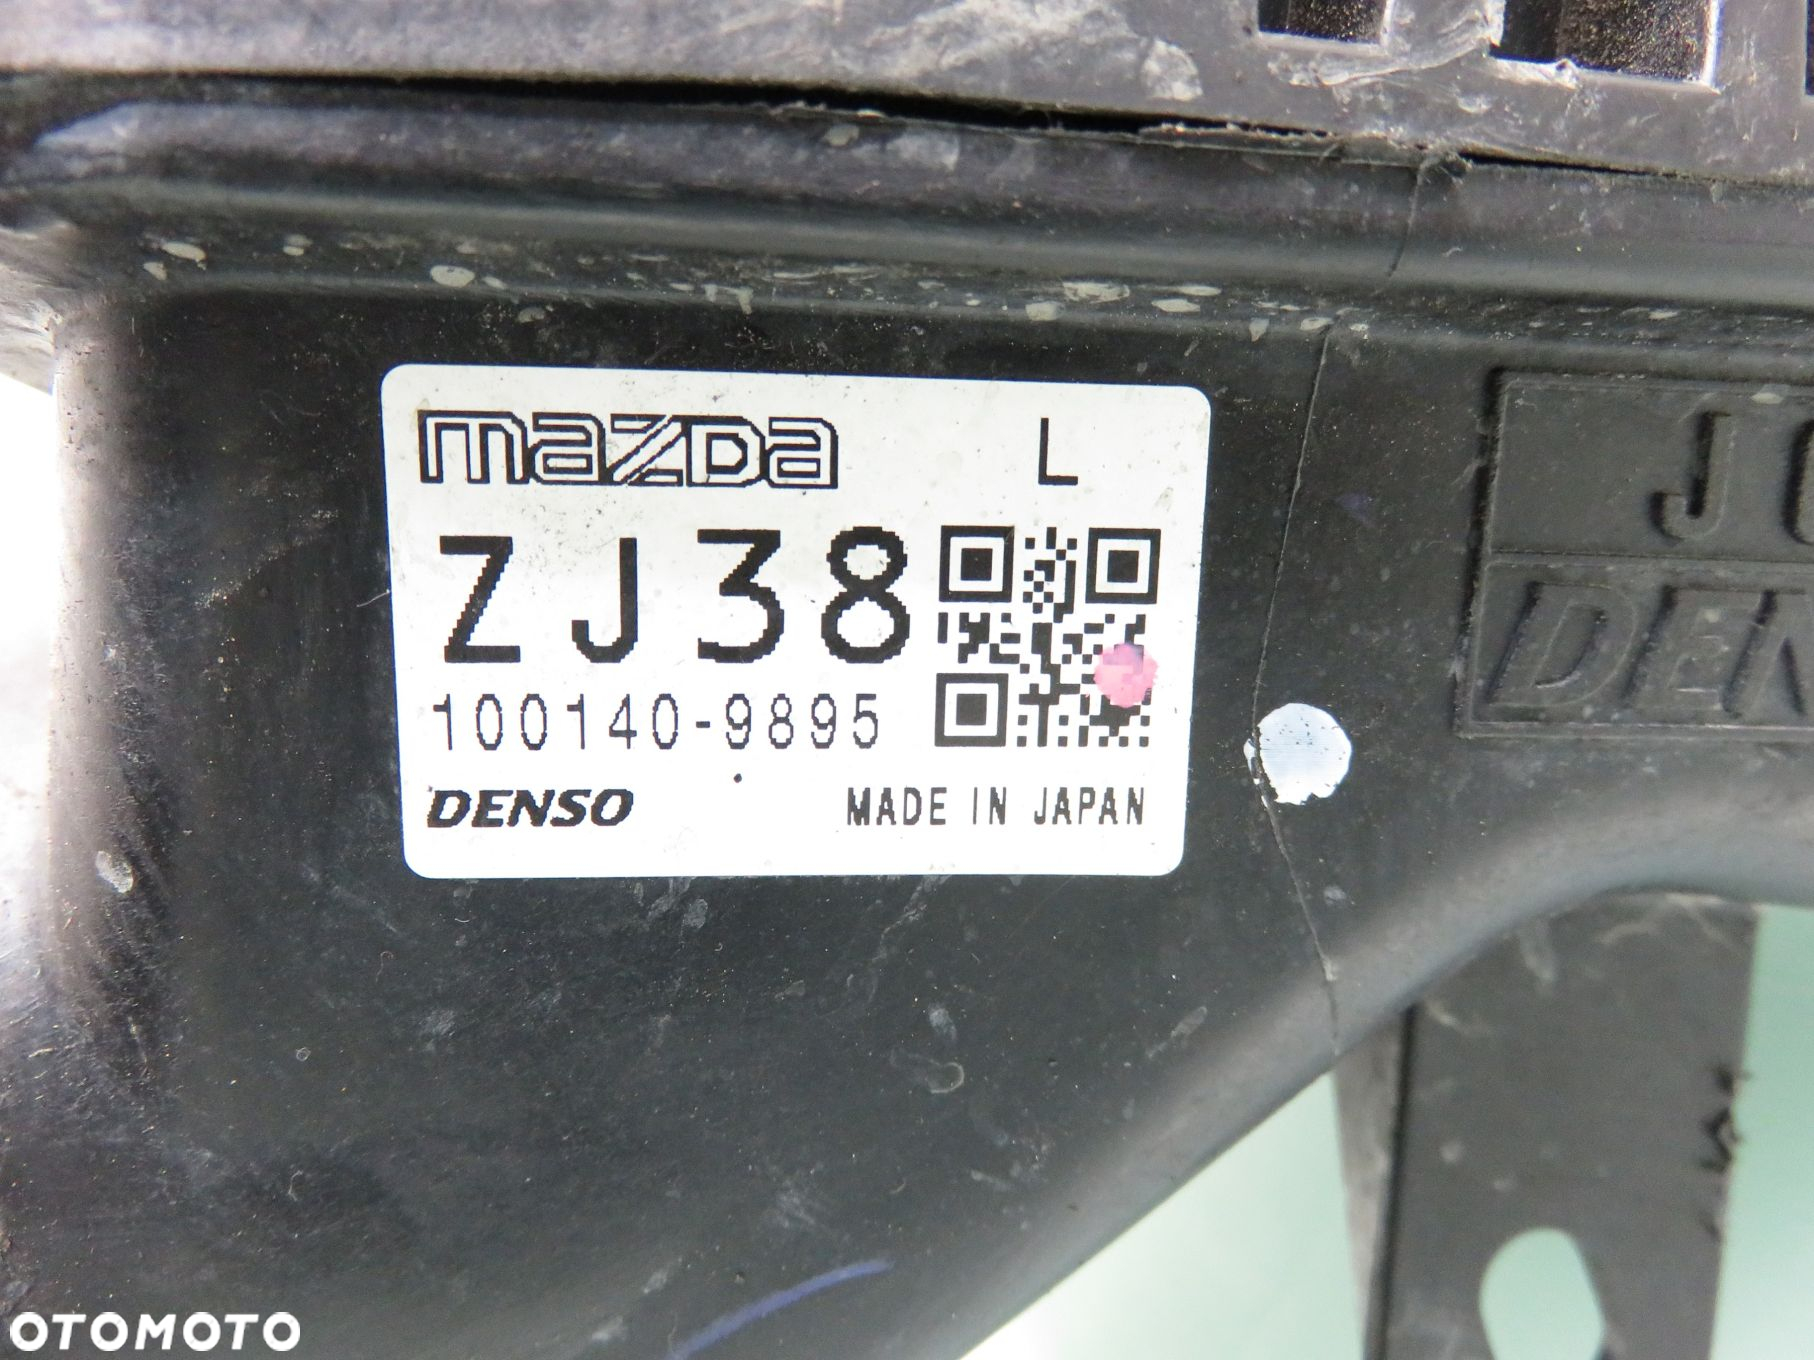 mazda L
ZJ38
100140-9895
DENSO MADE IN JAPAN
OTOMOTO